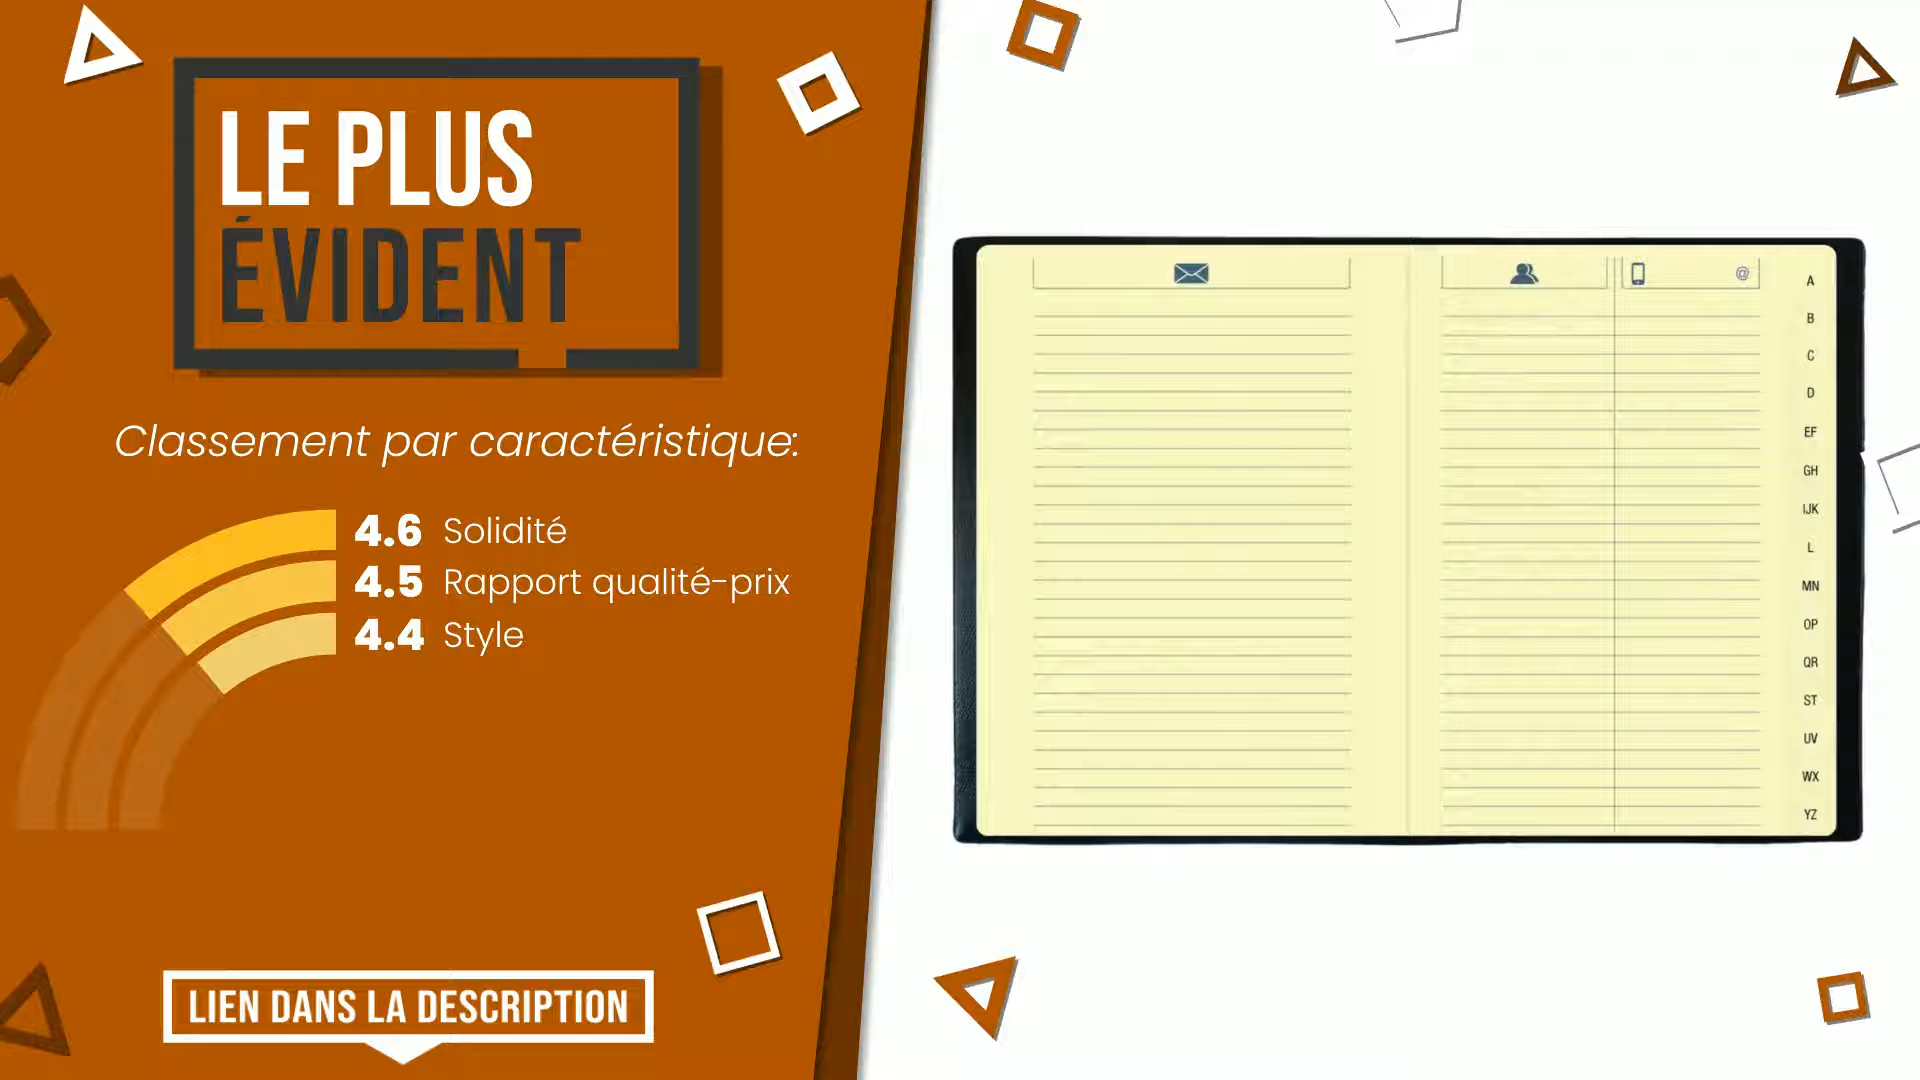 LE PLUS
ÉVIDENT
Classement par caractéristique:
4.6 Solidité
4.5 Rapport qualité-prix
4.4 Style
LIEN DANS LA DESCRIPTION
@
A
B
C
D
EF
GH
IJK
L
MN
OP
QR
ST
UV
WX
YZ